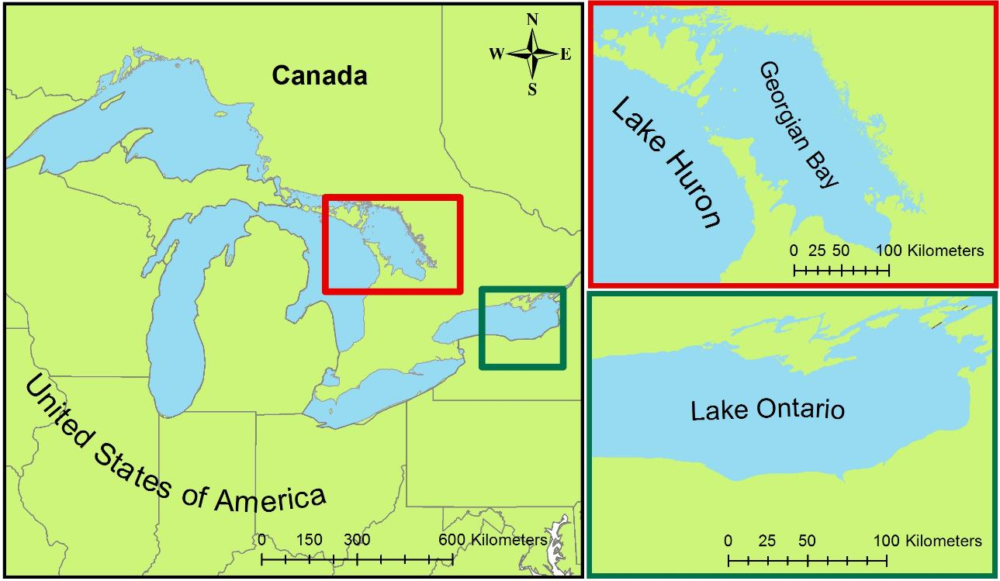 N
W E
S
Canada
United States of America
0 150 300 600 Kilometers
Lake Huron
Georgian Bay
0 25 50 100 Kilometers
Lake Ontario
0 25 50 100 Kilometers